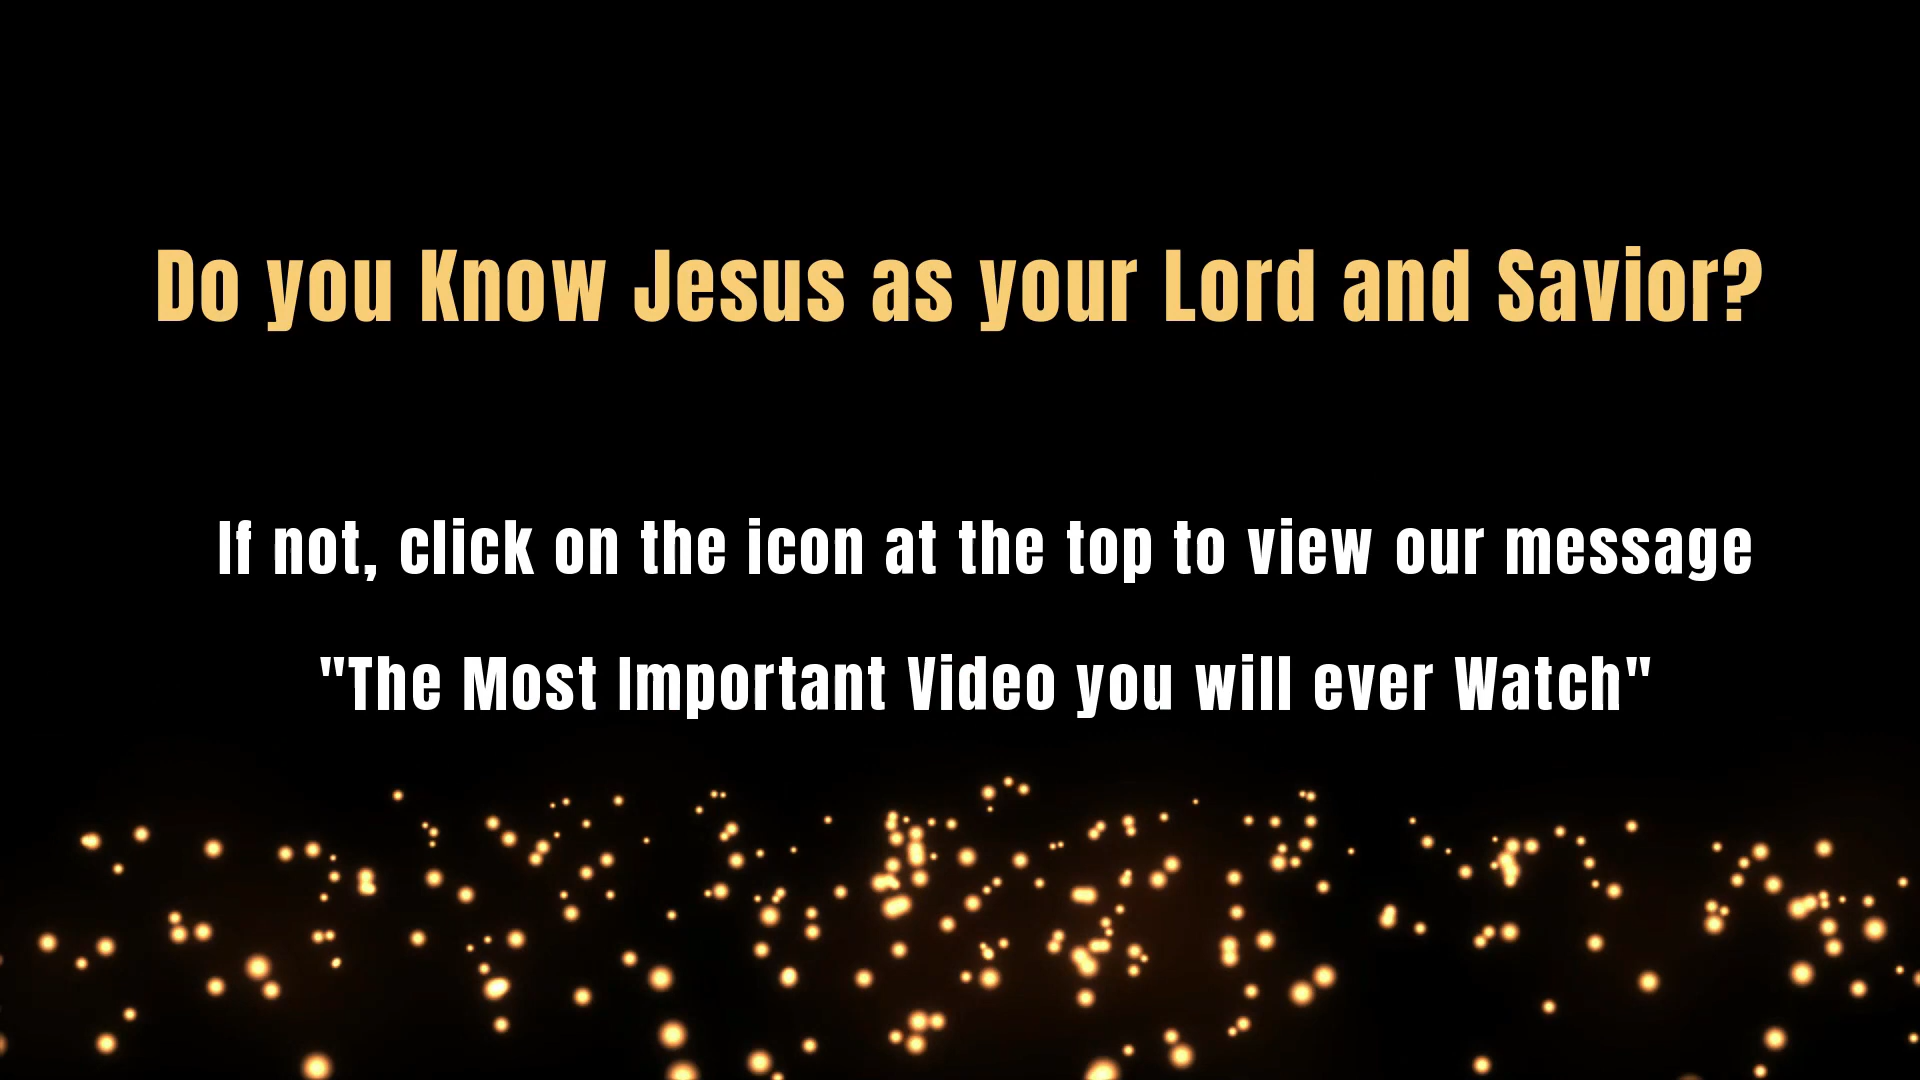 Do you Know Jesus as your Lord and Savior?
If not, click on the icon at the top to view our message
"The Most Important Video you will ever Watch"